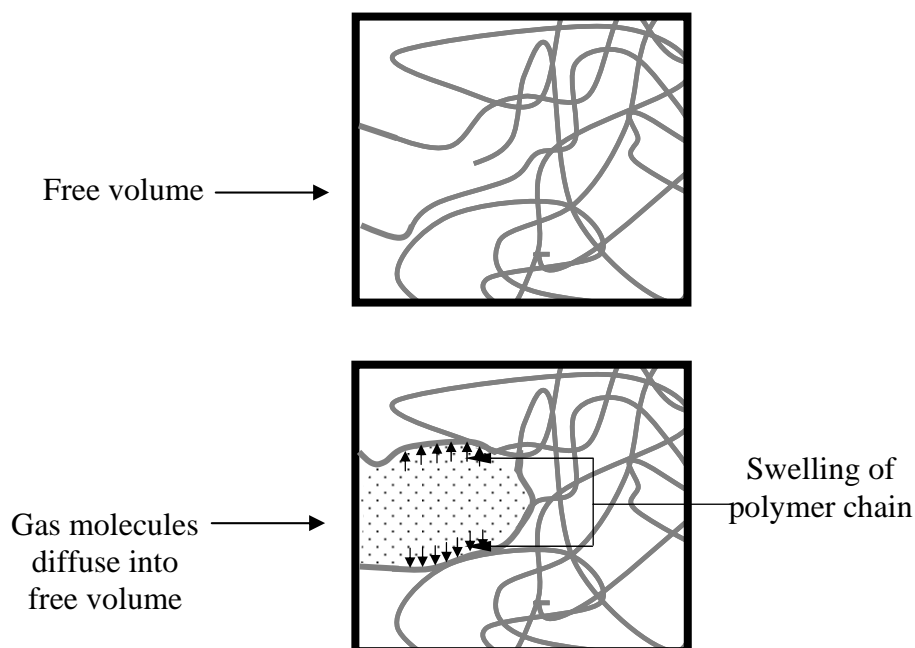 Free volume
Swelling of
polymer chain
Gas molecules
diffuse into
free volume